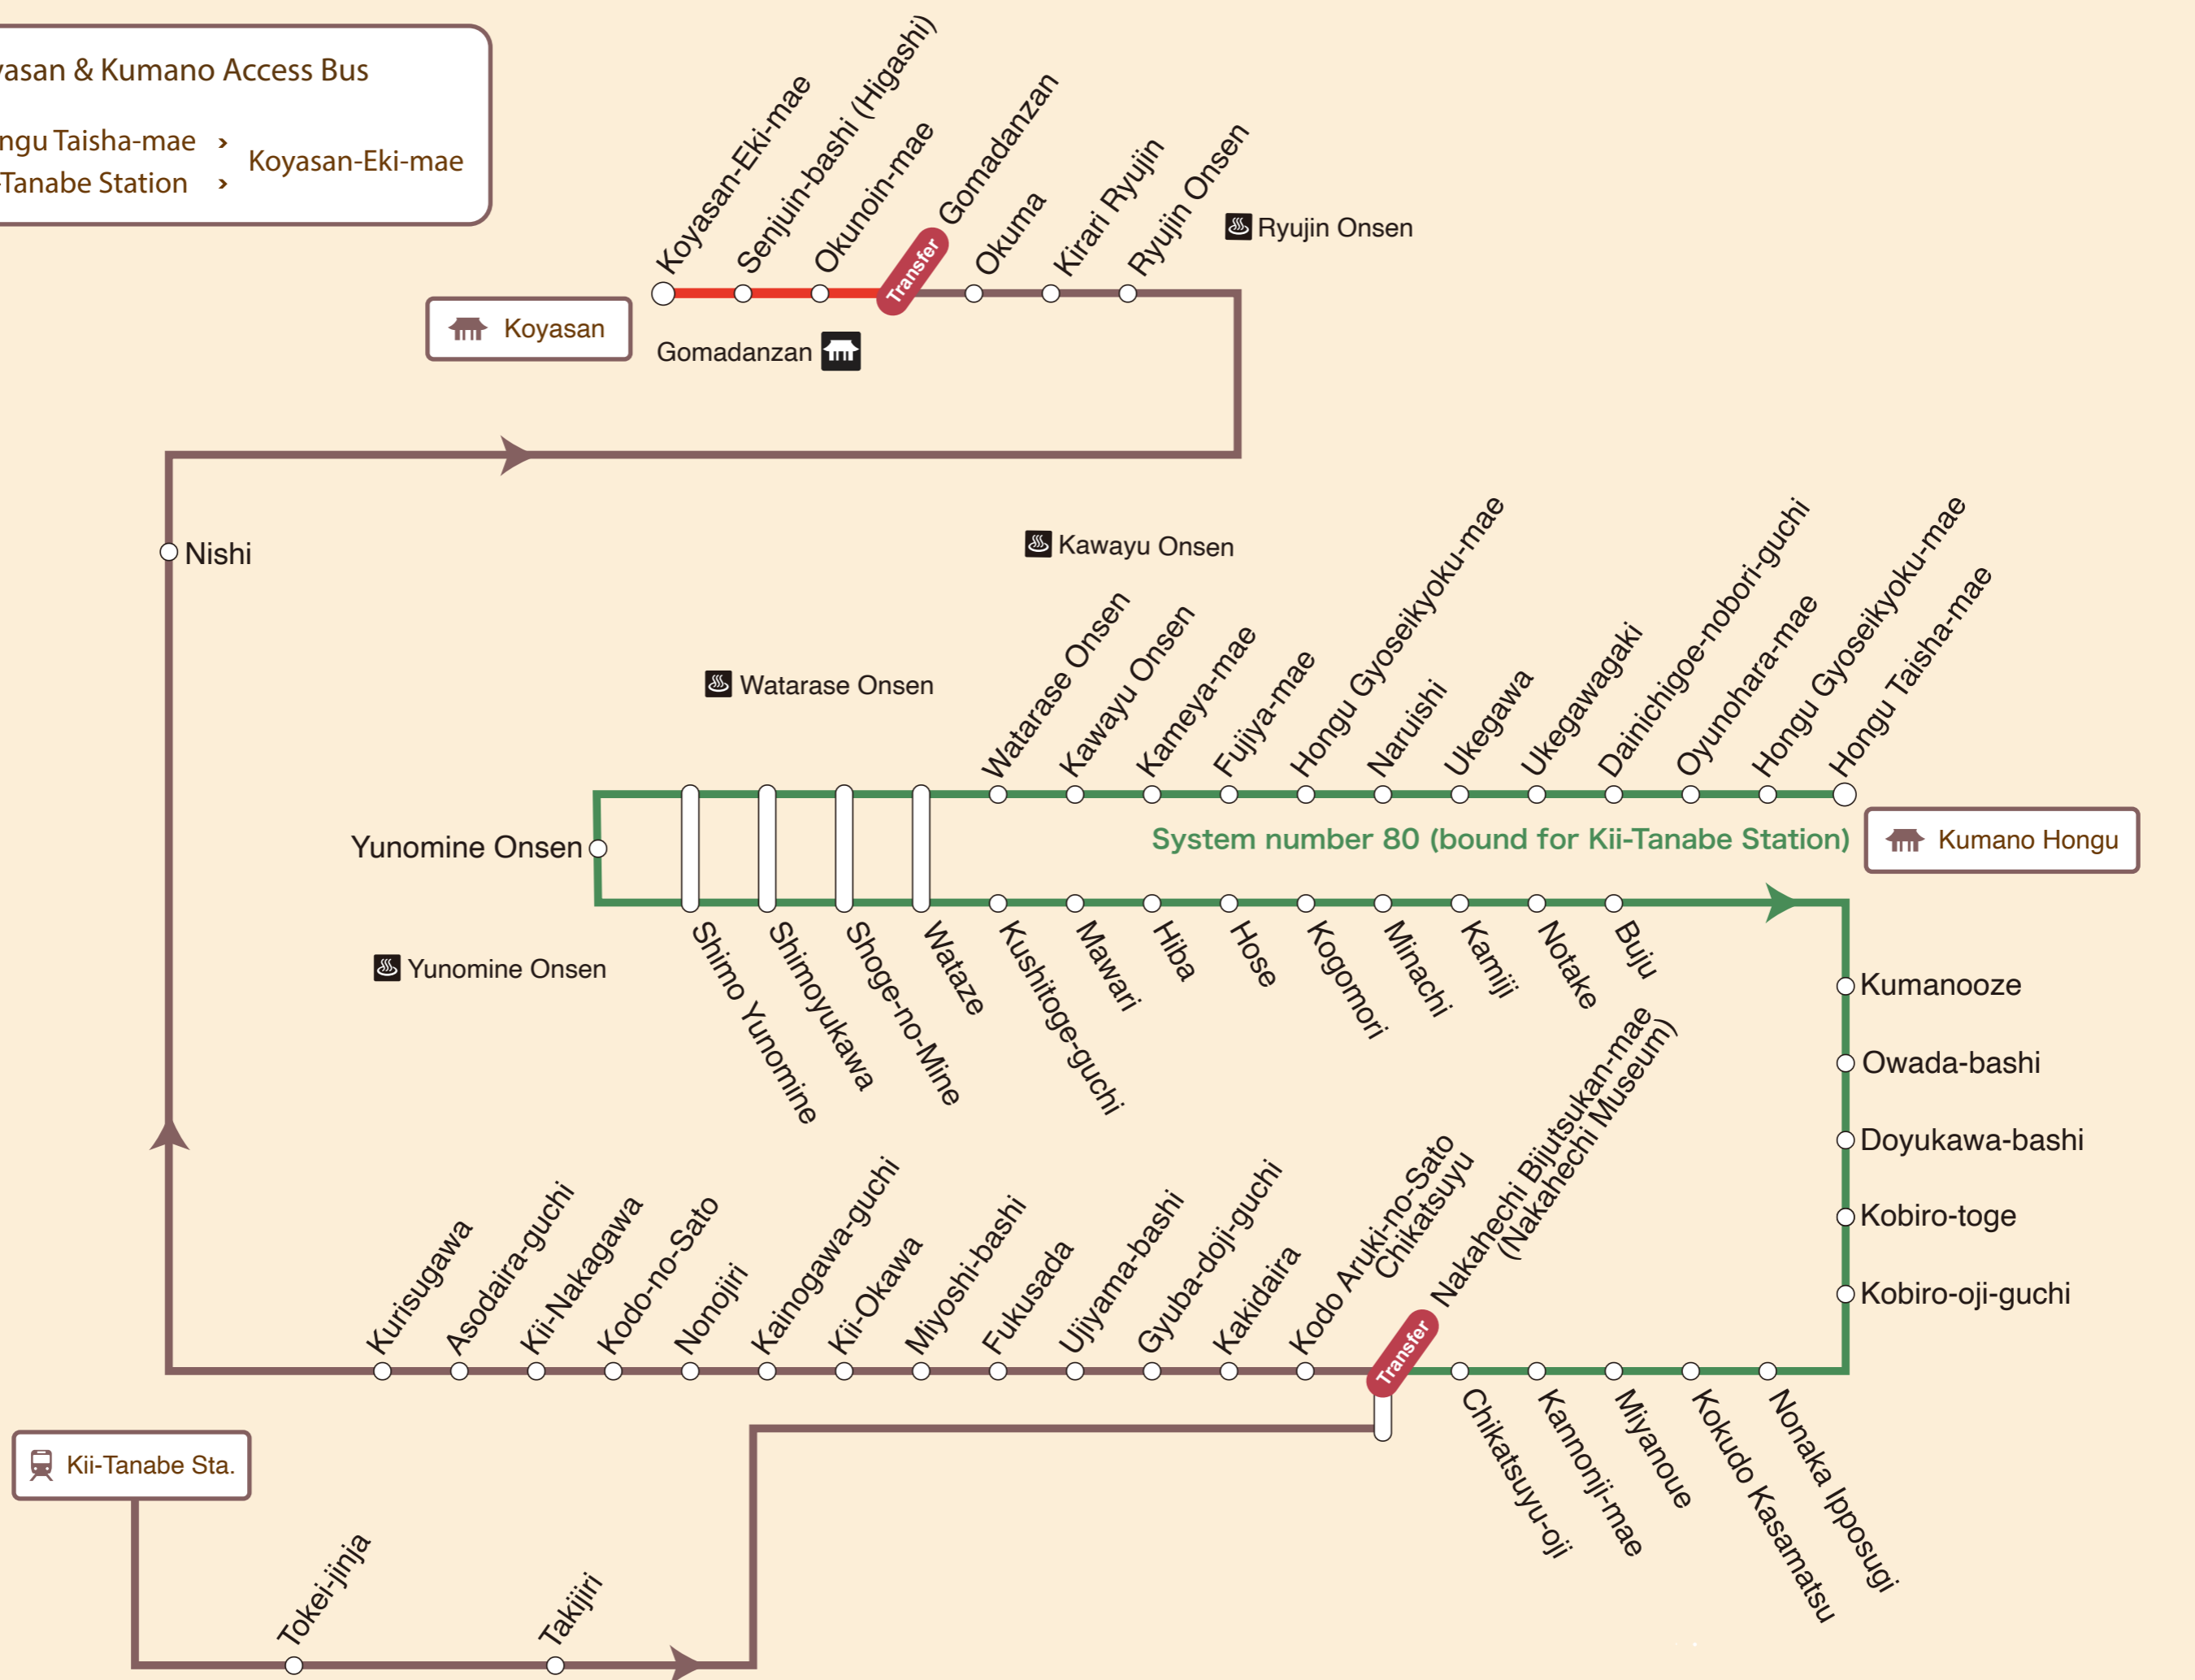 yasan & Kumano Access Bus
ngu Taisha-mae ›
-Tanabe Station ›
Koyasan-Eki-mae
Koyasan-Eki-mae
Senjuin-bashi (Higashi)
Okunoin-mae
Transfer
Gomadanzan
Okuma
Kirari Ryujin
Ryujin Onsen
Ryujin Onsen
Koyasan
Gomadanzan
Nishi
Kawayu Onsen
Watarase Onsen
Watarase Onsen
Kawayu Onsen
Kameya-mae
Fujiya-mae
Hongu Gyoseikyoku-mae
Naruishi
Ukegawa
Ukegawagaki
Dainichigoe-nobori-guchi
Oyunohara-mae
Hongu Gyoseikyoku-mae
Hongu Taisha-mae
Yunomine Onsen
System number 80 (bound for Kii-Tanabe Station)
Kumano Hongu
Yunomine Onsen
Shimo Yunomine
Shimoyukawa
Shoge-no-Mine
Wataze
Kushitoge-guchi
Mawari
Hiba
Hose
Kogomori
Minachi
Kamiji
Notake
Buju
Kumanooze
Owada-bashi
Doyukawa-bashi
Kobiro-toge
Kobiro-oji-guchi
Kurisugawa
Asodaira-guchi
Kii-Nakagawa
Kodo-no-Sato
Nonojiri
Kainogawa-guchi
Kii-Okawa
Miyoshi-bashi
Fukusada
Ujiyama-bashi
Gyuba-doji-guchi
Kakidaira
Kodo Aruki-no-Sato
Chikatsuyu
Transfer
Nakahechi Bijutsukan-mae
(Nakahechi Museum)
Chikatsuyu-oji
Kannonji-mae
Miyanoue
Kokudo Kasamatsu
Nonaka Ipposugi
Kii-Tanabe Sta.
Tokei-jinja
Takijiri